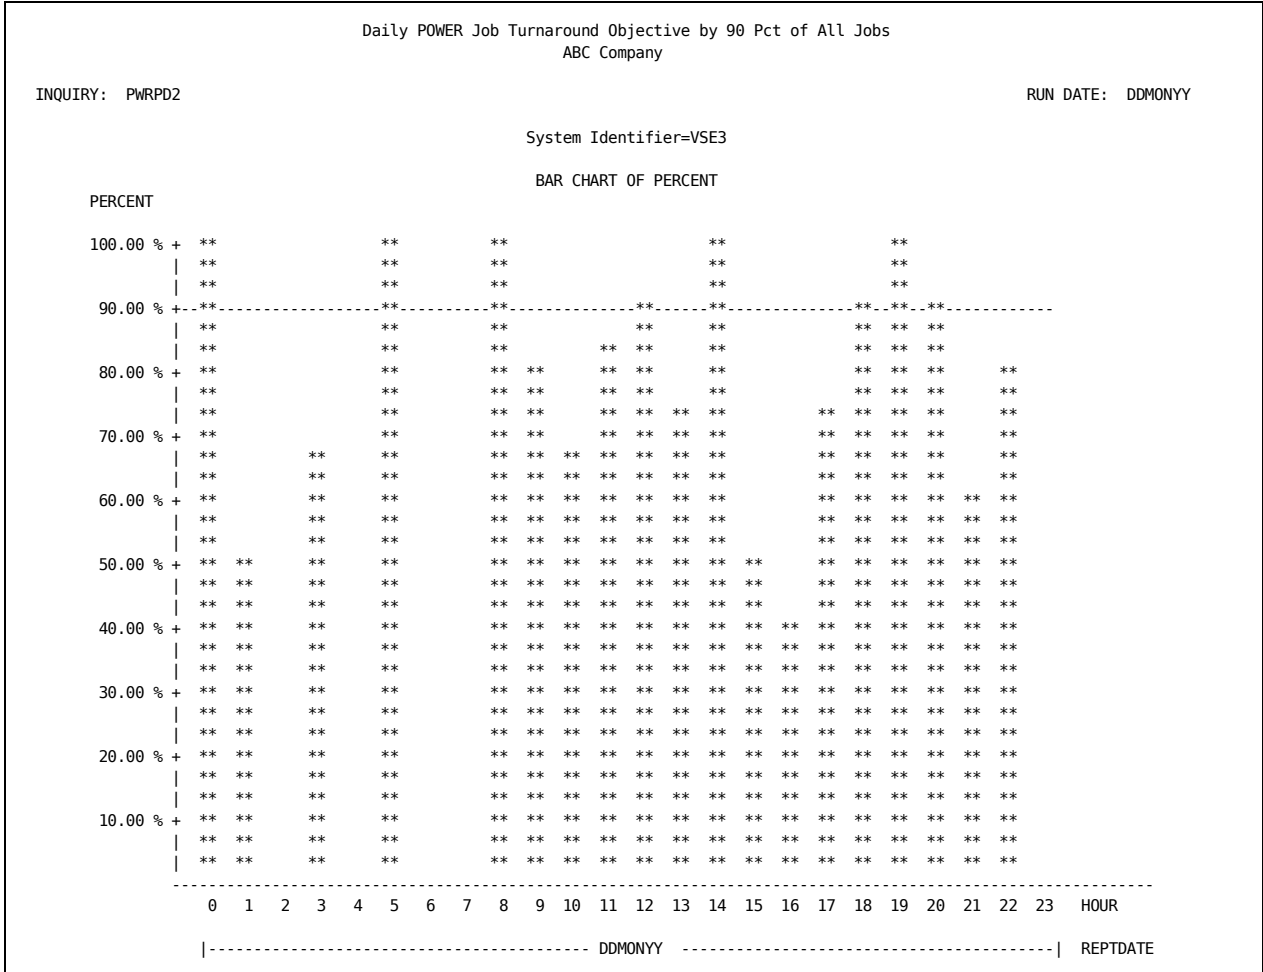 Daily POWER Job Turnaround Objective by 90 Pct of All Jobs
ABC Company
INQUIRY:  PWRPD2                                                                 RUN DATE:  DDMONYY
System Identifier=VSE3
BAR CHART OF PERCENT
PERCENT
100.00 % +  **                  **          **                      **                  **
         |  **                  **          **                      **                  **
         |  **                  **          **                      **                  **
 90.00 % +--**------------------**----------**--------------**------**--------------**--**--**------------
         |  **                  **          **              **      **              **  **  **
         |  **                  **          **          **  **      **              **  **  **
 80.00 % +  **                  **          **  **      **  **      **              **  **  **      **
         |  **                  **          **  **      **  **      **              **  **  **      **
         |  **                  **          **  **      **  **  **  **          **  **  **  **      **
 70.00 % +  **                  **          **  **      **  **  **  **          **  **  **  **      **
         |  **          **      **          **  **  **  **  **  **  **          **  **  **  **      **
         |  **          **      **          **  **  **  **  **  **  **          **  **  **  **      **
 60.00 % +  **          **      **          **  **  **  **  **  **  **          **  **  **  **  **  **
         |  **          **      **          **  **  **  **  **  **  **          **  **  **  **  **  **
         |  **          **      **          **  **  **  **  **  **  **          **  **  **  **  **  **
 50.00 % +  **  **      **      **          **  **  **  **  **  **  **  **      **  **  **  **  **  **
         |  **  **      **      **          **  **  **  **  **  **  **  **      **  **  **  **  **  **
         |  **  **      **      **          **  **  **  **  **  **  **  **      **  **  **  **  **  **
 40.00 % +  **  **      **      **          **  **  **  **  **  **  **  **  **  **  **  **  **  **  **
         |  **  **      **      **          **  **  **  **  **  **  **  **  **  **  **  **  **  **  **
         |  **  **      **      **          **  **  **  **  **  **  **  **  **  **  **  **  **  **  **
 30.00 % +  **  **      **      **          **  **  **  **  **  **  **  **  **  **  **  **  **  **  **
         |  **  **      **      **          **  **  **  **  **  **  **  **  **  **  **  **  **  **  **
         |  **  **      **      **          **  **  **  **  **  **  **  **  **  **  **  **  **  **  **
 20.00 % +  **  **      **      **          **  **  **  **  **  **  **  **  **  **  **  **  **  **  **
         |  **  **      **      **          **  **  **  **  **  **  **  **  **  **  **  **  **  **  **
         |  **  **      **      **          **  **  **  **  **  **  **  **  **  **  **  **  **  **  **
 10.00 % +  **  **      **      **          **  **  **  **  **  **  **  **  **  **  **  **  **  **  **
         |  **  **      **      **          **  **  **  **  **  **  **  **  **  **  **  **  **  **  **
         |  **  **      **      **          **  **  **  **  **  **  **  **  **  **  **  **  **  **  **
         ------------------------------------------------------------------------------------------------------------
             0   1   2   3   4   5   6   7   8   9  10  11  12  13  14  15  16  17  18  19  20  21  22  23   HOUR
            |------------------------------------------ DDMONYY  -----------------------------------------|  REPTDATE